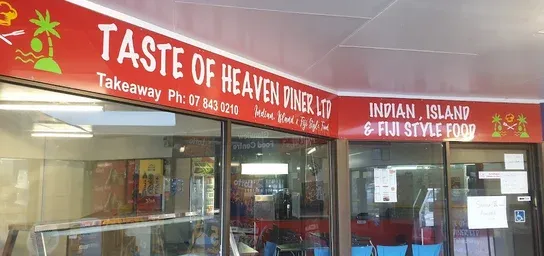 TASTE OF HEAVEN DINER LTD
Takeaway Ph: 07 843 0210
Indian, Island & Fiji Style Food
INDIAN, ISLAND
& FIJI STYLE FOOD